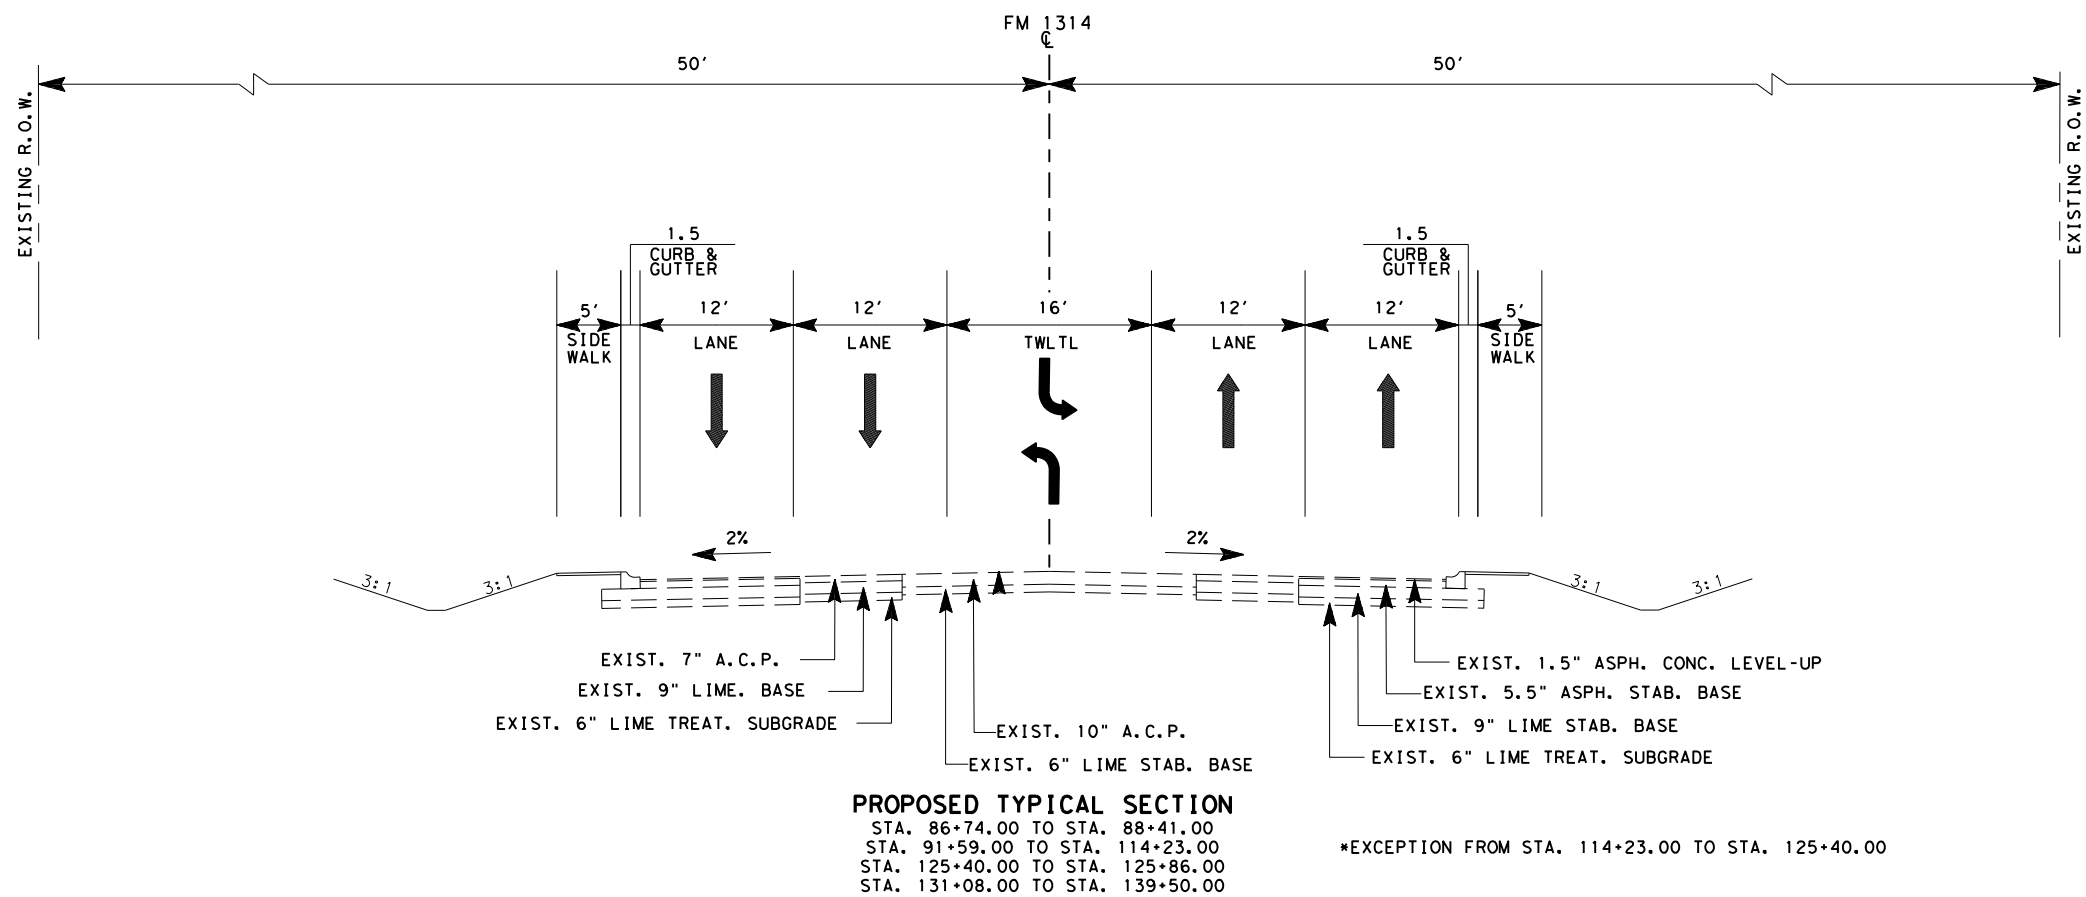 FM 1314
℄
50'
50'
EXISTING R.O.W.
EXISTING R.O.W.
1.5
CURB &
GUTTER
1.5
CURB &
GUTTER
5'
12'
12'
16'
12'
12'
5'
SIDE
WALK
LANE
LANE
TWLTL
LANE
LANE
SIDE
WALK
2%
2%
3:1
3:1
3:1
3:1
EXIST. 7" A.C.P.
EXIST. 9" LIME. BASE
EXIST. 6" LIME TREAT. SUBGRADE
EXIST. 10" A.C.P.
EXIST. 6" LIME STAB. BASE
EXIST. 1.5" ASPH. CONC. LEVEL-UP
EXIST. 5.5" ASPH. STAB. BASE
EXIST. 9" LIME STAB. BASE
EXIST. 6" LIME TREAT. SUBGRADE
PROPOSED TYPICAL SECTION
STA. 86+74.00 TO STA. 88+41.00
STA. 91+59.00 TO STA. 114+23.00
STA. 125+40.00 TO STA. 125+86.00
STA. 131+08.00 TO STA. 139+50.00
*EXCEPTION FROM STA. 114+23.00 TO STA. 125+40.00